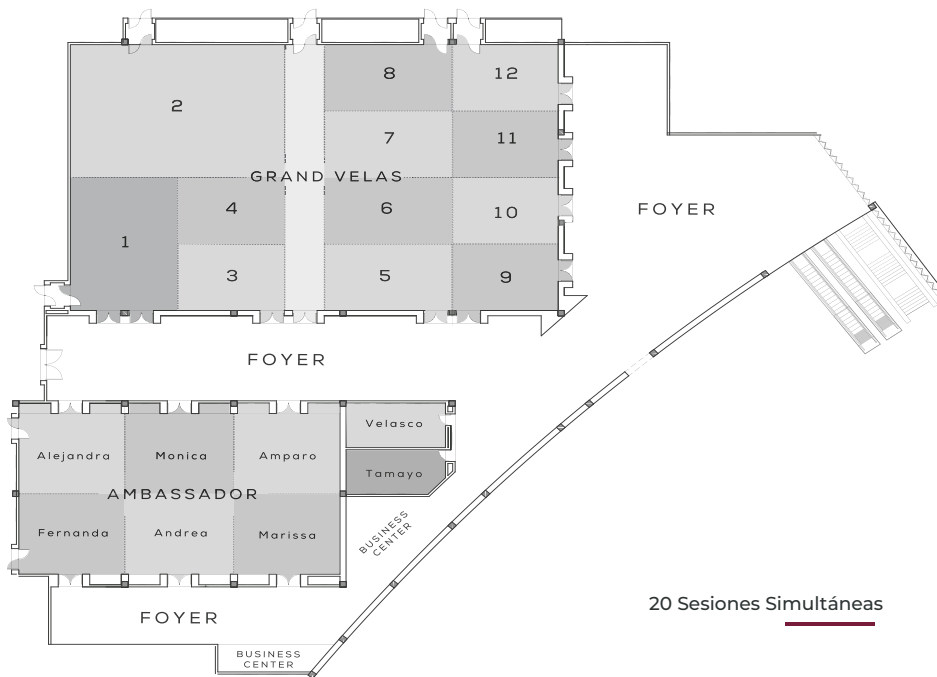 8
12
2
7
11
GRAND VELAS
4
6
10
FOYER
1
3
5
9
FOYER
Velasco
Alejandra
Monica
Amparo
Tamayo
AMBASSADOR
Fernanda
Andrea
Marissa
BUSINESS
CENTER
20 Sesiones Simultáneas
FOYER
BUSINESS
CENTER